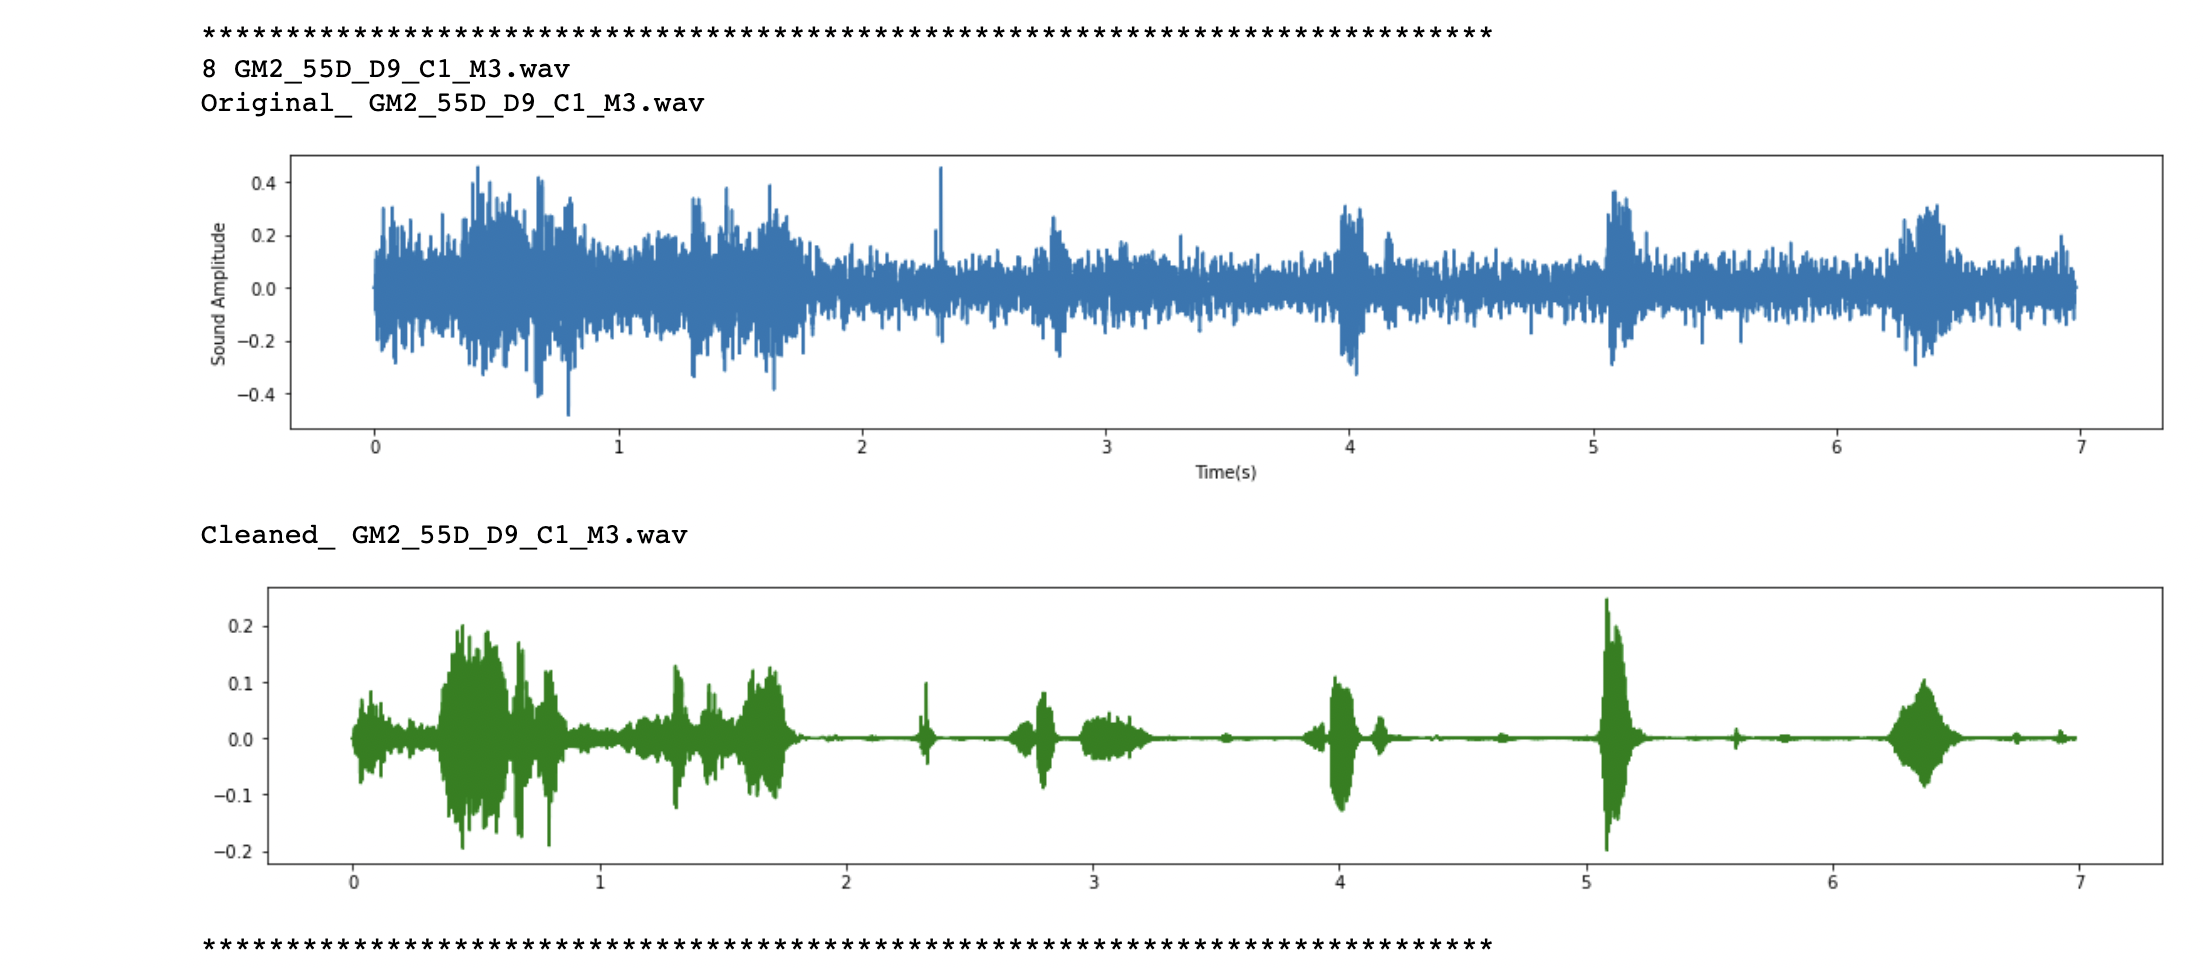 *****************************************************************************
8 GM2_55D_D9_C1_M3.wav
Original_ GM2_55D_D9_C1_M3.wav
0.4
0.2
0.0
−0.2
−0.4
Sound Amplitude
0 1 2 3 4 5 6 7
Time(s)
Cleaned_ GM2_55D_D9_C1_M3.wav
0.2
0.1
0.0
−0.1
−0.2
0 1 2 3 4 5 6 7
*****************************************************************************